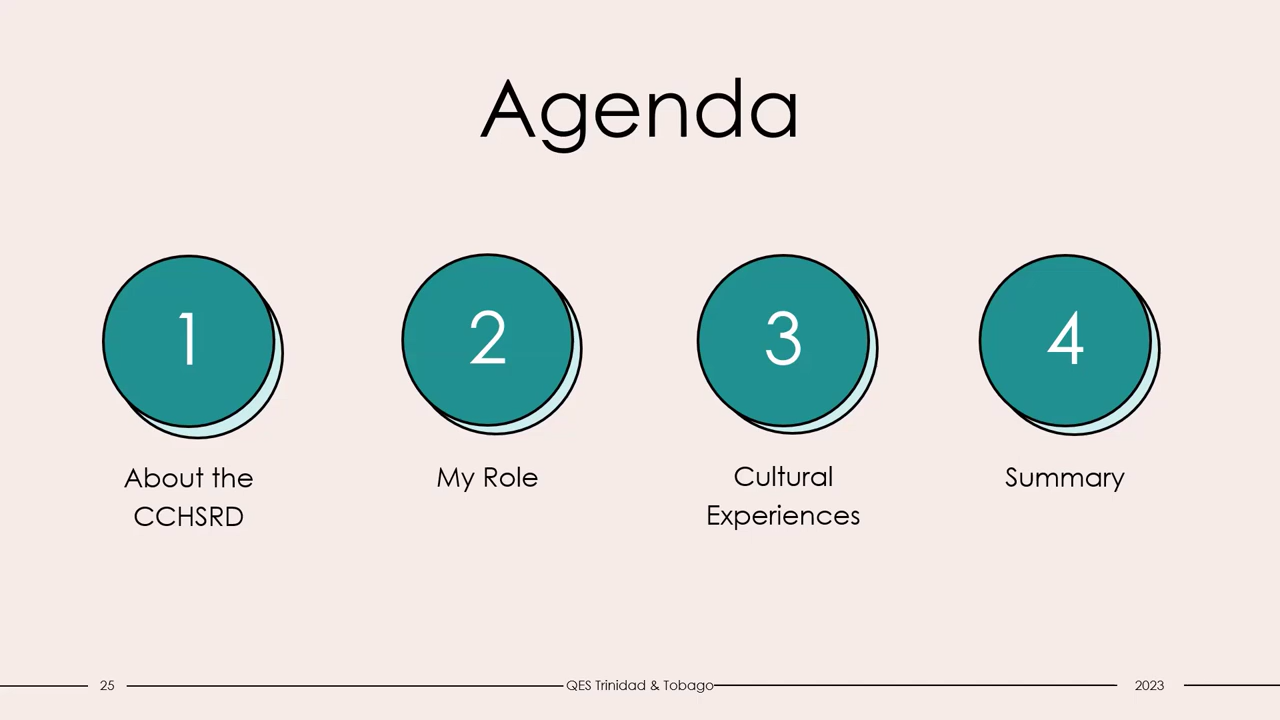 Agenda
1
2
3
4
About the
CCHSRD
My Role
Cultural
Experiences
Summary
25
QES Trinidad & Tobago
2023